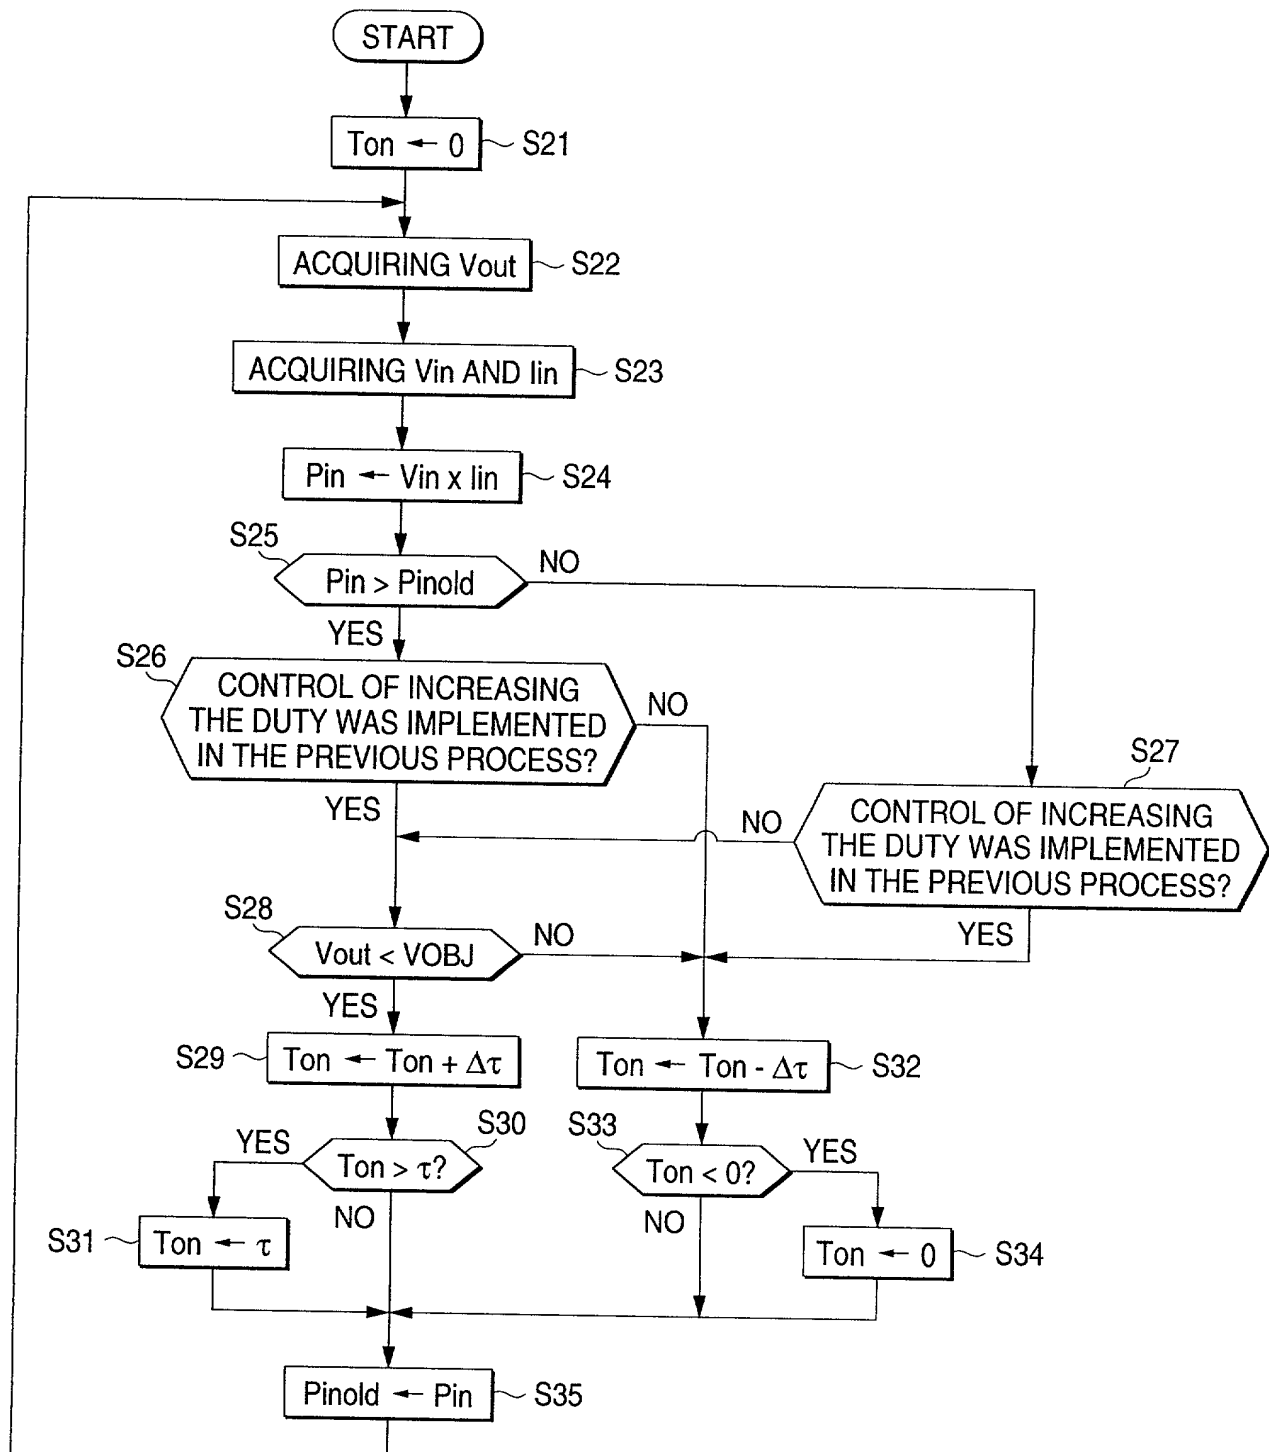 START
Ton ← 0
S21
ACQUIRING Vout
S22
ACQUIRING Vin AND Iin
S23
Pin ← Vin x Iin
S24
S25
Pin > Pinold
NO
YES
S26
CONTROL OF INCREASING
THE DUTY WAS IMPLEMENTED
IN THE PREVIOUS PROCESS?
NO
YES
S27
CONTROL OF INCREASING
THE DUTY WAS IMPLEMENTED
IN THE PREVIOUS PROCESS?
NO
YES
S28
Vout < VOBJ
NO
YES
S29
Ton ← Ton + Δτ
Ton ← Ton - Δτ
S32
S30
Ton > τ?
YES
NO
S33
Ton < 0?
YES
NO
S31
Ton ← τ
Ton ← 0
S34
Pinold ← Pin
S35